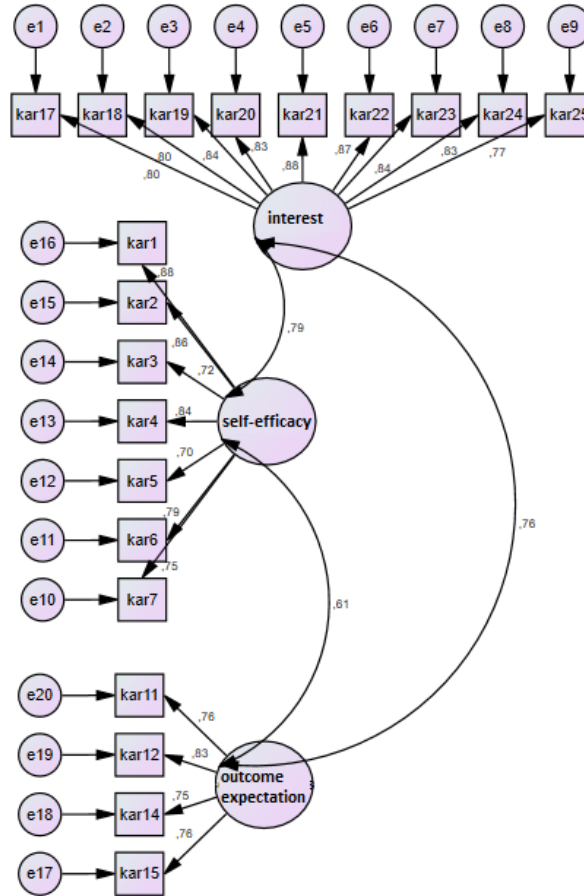 e1 e2 e3 e4 e5 e6 e7 e8 e9
kar17 kar18 kar19 kar20 kar21 kar22 kar23 kar24 kar25
,80 ,80 ,84 ,83 ,88 ,87 ,84 ,83 ,77
interest
e16 kar1
,88
e15 kar2
,86
e14 kar3
,72
,79
e13 kar4
,84
self-efficacy
e12 kar5
,70
e11 kar6
,79
e10 kar7
,75
,76
,61
e20 kar11
,76
e19 kar12
,83
outcome
expectation
e18 kar14
,75
e17 kar15
,76